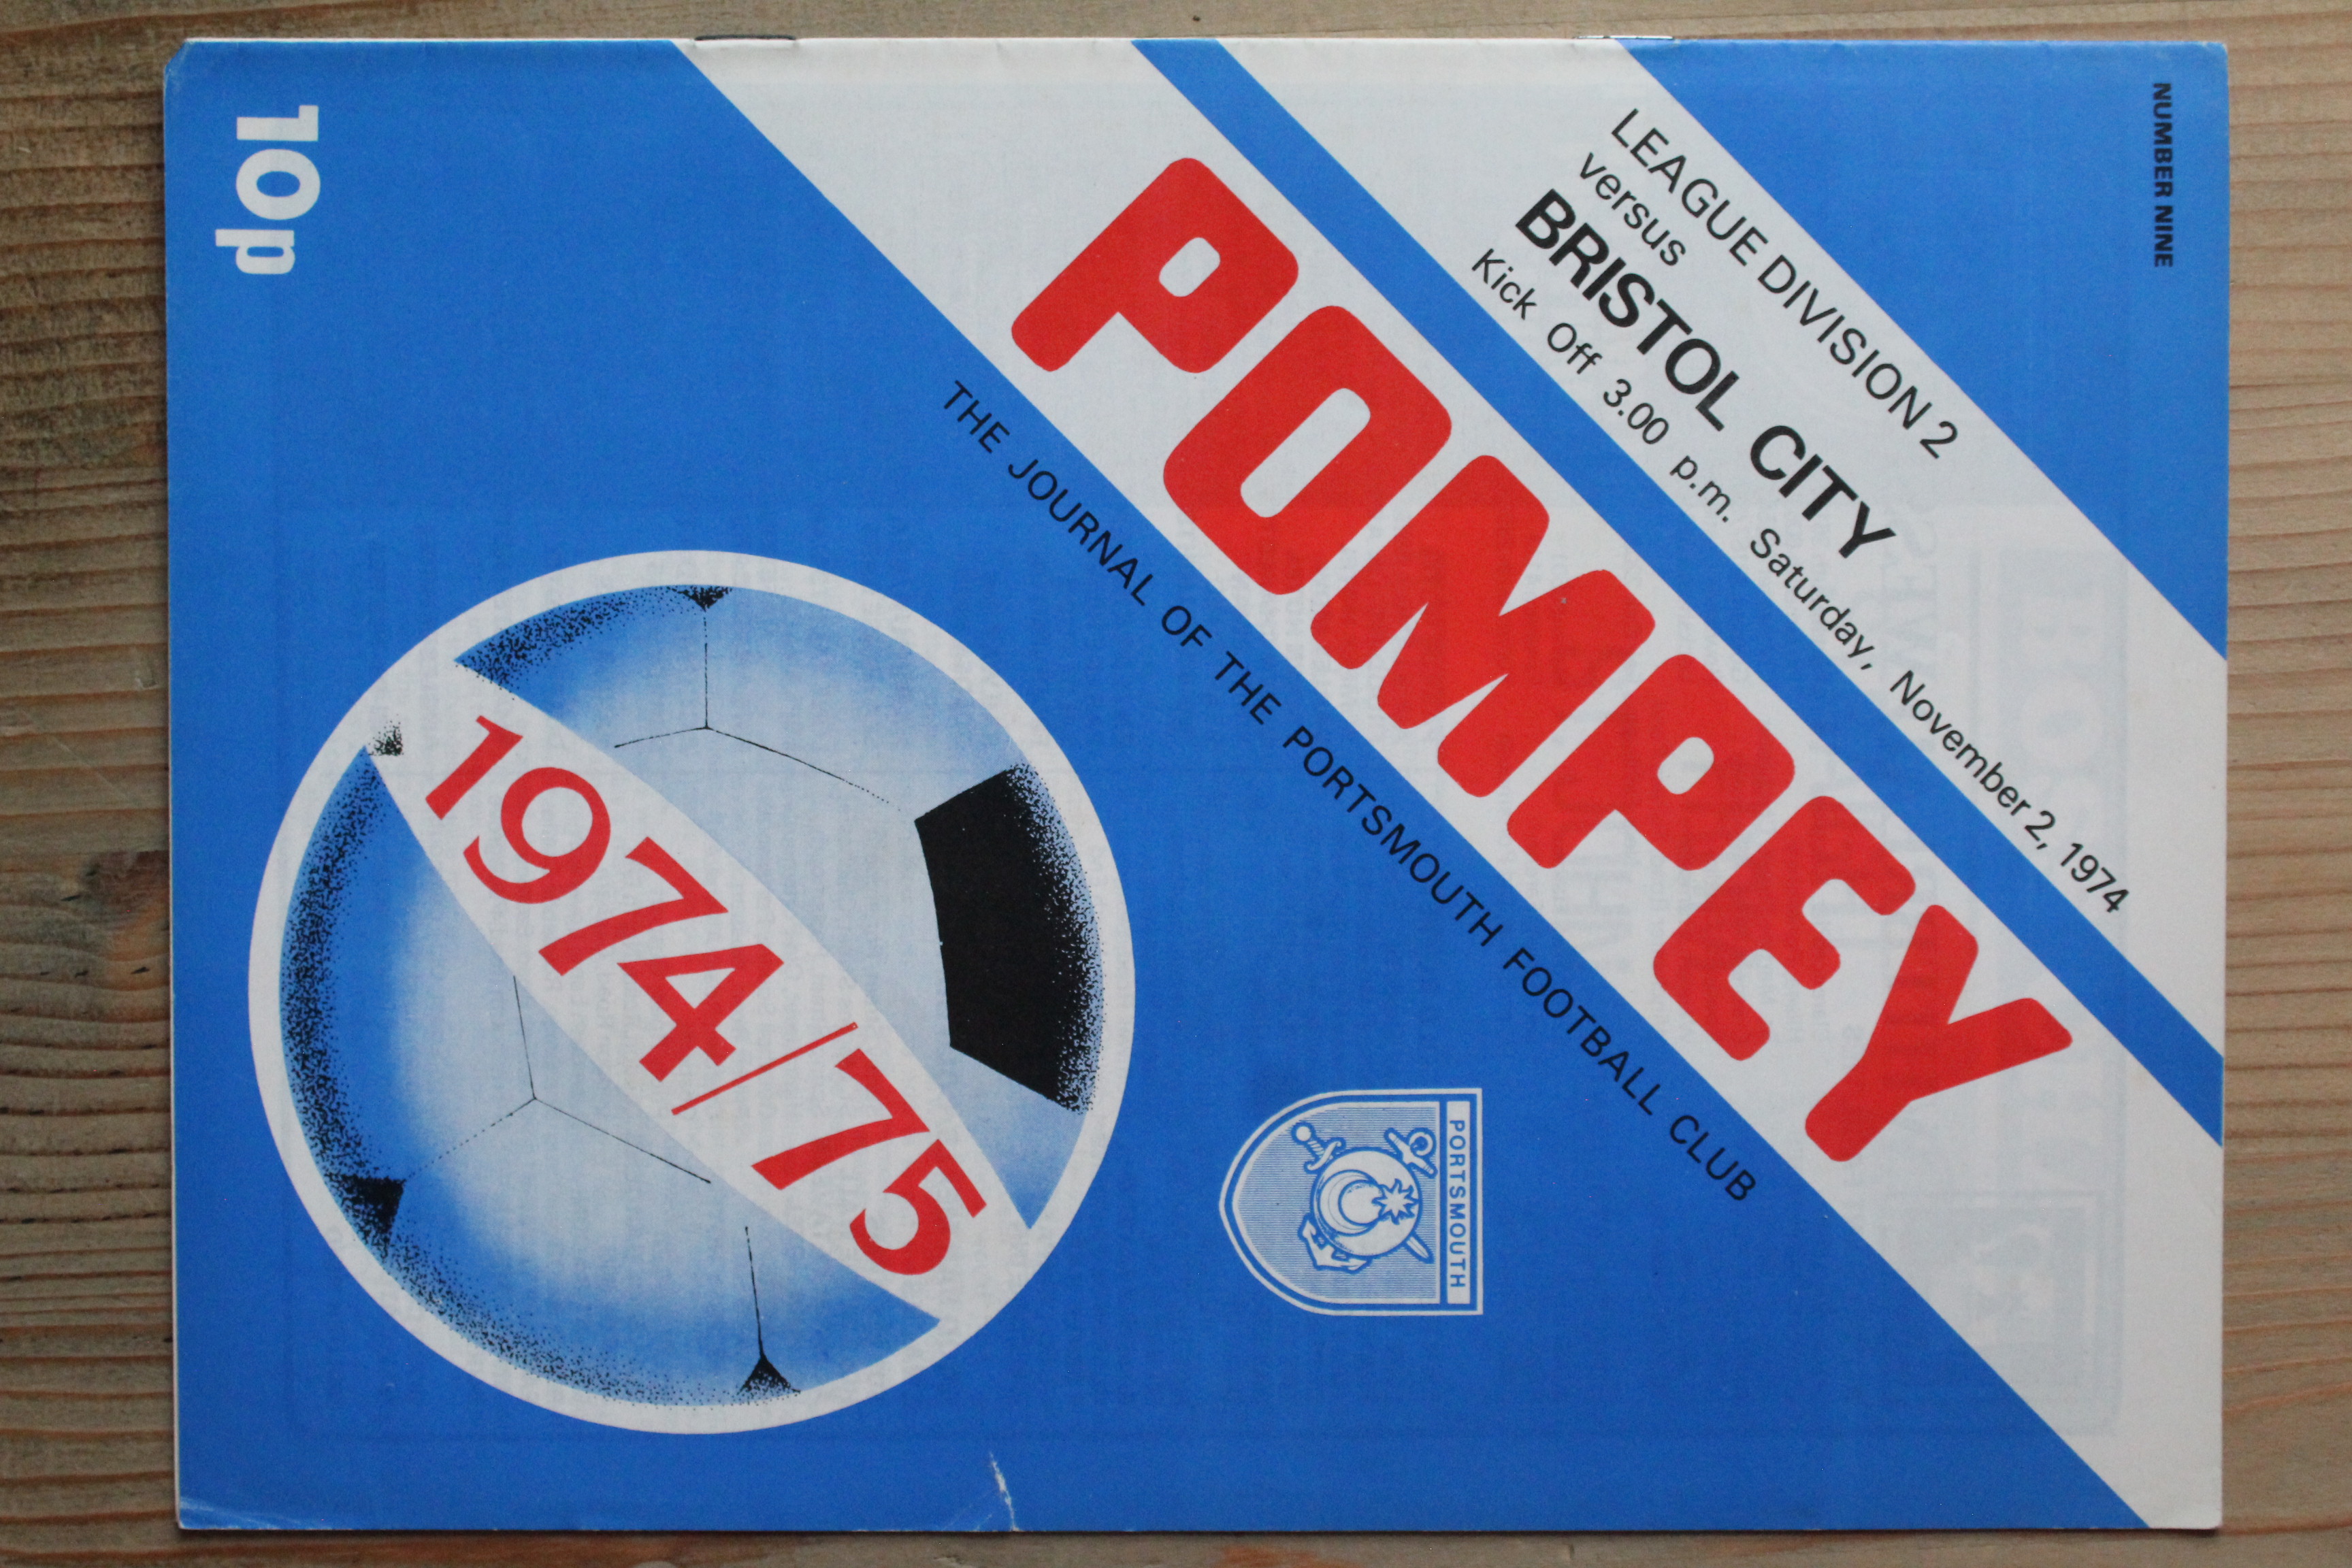 NUMBER NINE
LEAGUE DIVISION 2
versus
BRISTOL CITY
Kick Off 3.00 p.m. Saturday, November 2, 1974
POMPEY
THE JOURNAL OF THE PORTSMOUTH FOOTBALL CLUB
PORTSMOUTH
1974/75
10p